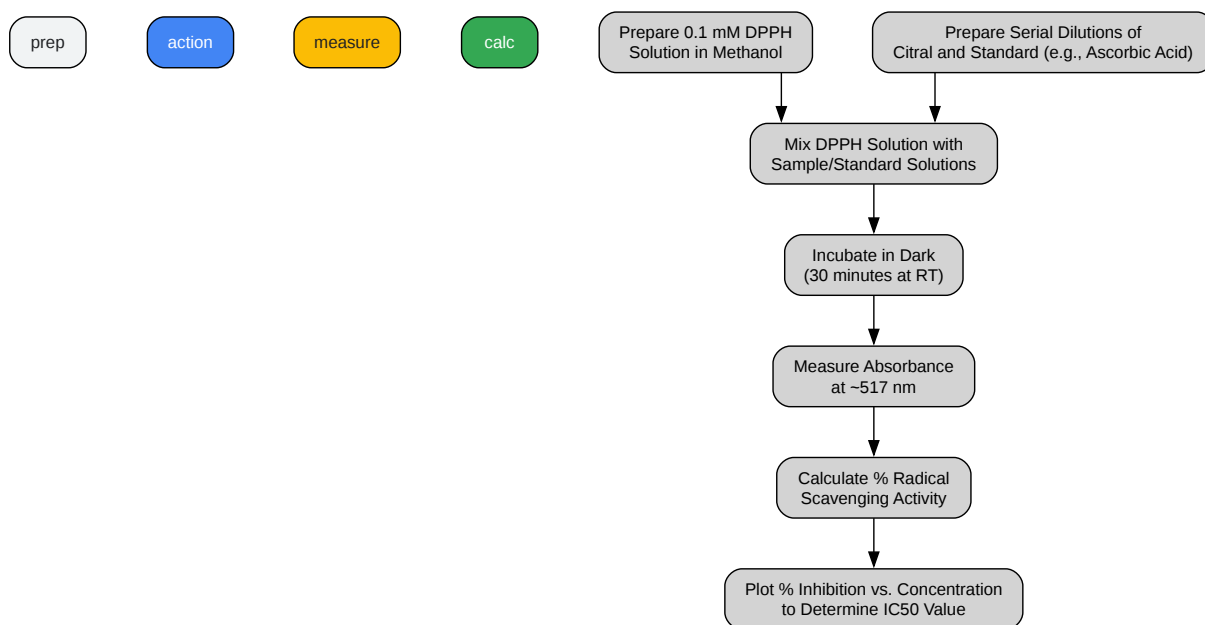 prep
action
measure
calc
Prepare 0.1 mM DPPH
Solution in Methanol
Prepare Serial Dilutions of
Citral and Standard (e.g., Ascorbic Acid)
Mix DPPH Solution with
Sample/Standard Solutions
Incubate in Dark
(30 minutes at RT)
Measure Absorbance
at ~517 nm
Calculate % Radical
Scavenging Activity
Plot % Inhibition vs. Concentration
to Determine IC50 Value